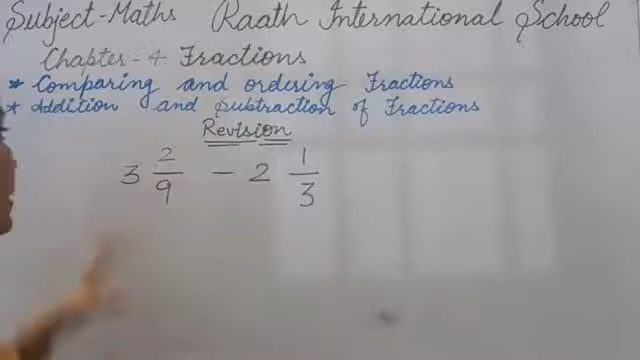 Subject-Maths Raath International School
Chapter-4 Fractions
* Comparing and ordering Fractions
* Addition and Subtraction of Fractions
Revision
3 2/9 - 2 1/3